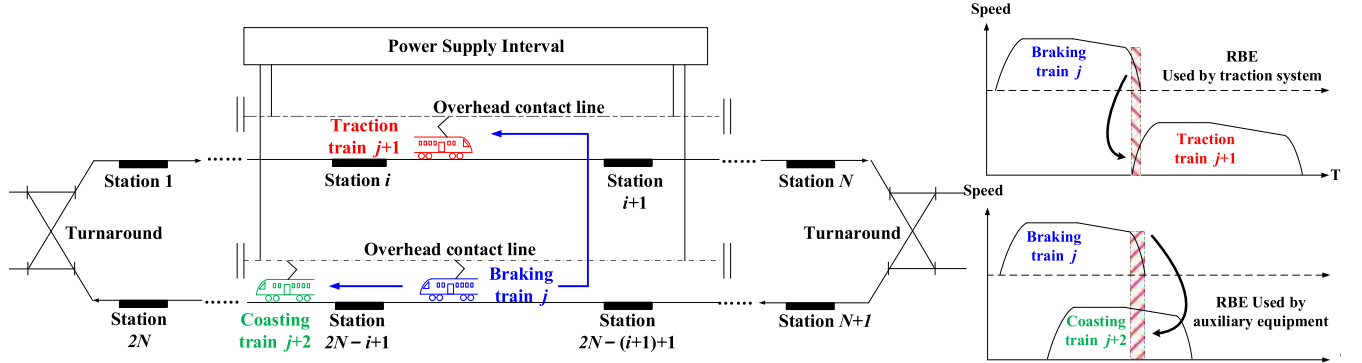 Power Supply Interval
Overhead contact line
Traction
train j+1
Station 1
Station i
Station
i+1
Station N
Turnaround
Turnaround
Overhead contact line
Braking
train j
Station
2N
Coasting
train j+2
Station
2N−i+1
Station
2N−(i+1)+1
Station N+1
Speed
Braking
train j
RBE
Used by traction system
Traction
train j+1
T
Speed
Braking
train j
Coasting
train j+2
RBE Used by
auxiliary equipment